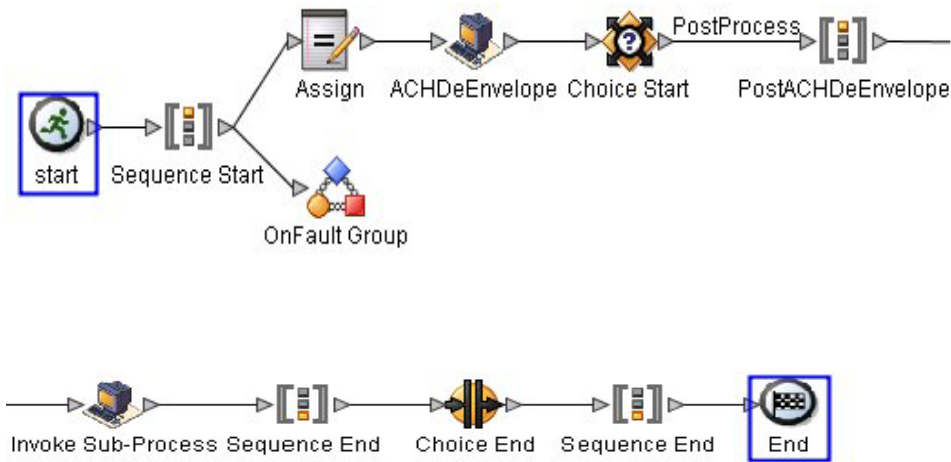 PostProcess
Assign
ACHDeEnvelope
Choice Start
PostACHDeEnvelope
start
Sequence Start
OnFault Group
Invoke Sub-Process
Sequence End
Choice End
Sequence End
End